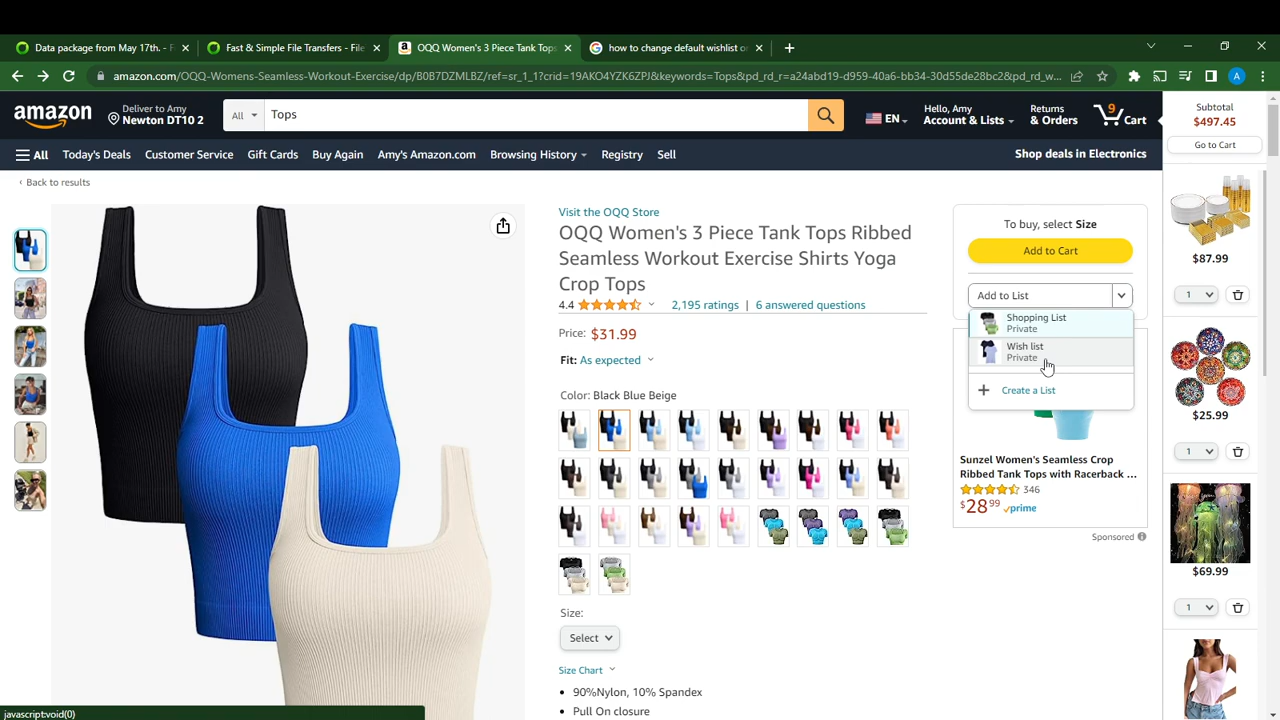 Data package from May 17th. - F
Fast & Simple File Transfers - File
OQQ Women's 3 Piece Tank Tops
how to change default wishlist or
amazon.com/OQQ-Womens-Seamless-Workout-Exercise/dp/B0B7DZMLBZ/ref=sr_1_1?crid=19AKO4YZK6ZPJ&keywords=Tops&pd_rd_r=a24abd19-d959-40a6-bb34-30d55de28bc2&pd_rd_w...
A
amazon
Deliver to Amy
Newton DT10 2
All
Tops
EN
Hello, Amy
Account & Lists
Returns
& Orders
9
Cart
All
Today's Deals
Customer Service
Gift Cards
Buy Again
Amy's Amazon.com
Browsing History
Registry
Sell
Shop deals in Electronics
‹ Back to results
Visit the OQQ Store
OQQ Women's 3 Piece Tank Tops Ribbed
Seamless Workout Exercise Shirts Yoga
Crop Tops
4.4
2,195 ratings | 6 answered questions
Price: $31.99
Fit: As expected
Color: Black Blue Beige
Size:
Select
Size Chart
• 90%Nylon, 10% Spandex
• Pull On closure
To buy, select Size
Add to Cart
Add to List
Shopping List
Private
Wish list
Private
+ Create a List
Sunzel Women's Seamless Crop
Ribbed Tank Tops with Racerback ...
346
$28 99 prime
Sponsored
Subtotal
$497.45
Go to Cart
$87.99
1
$25.99
1
$69.99
1
javascript:void(0)